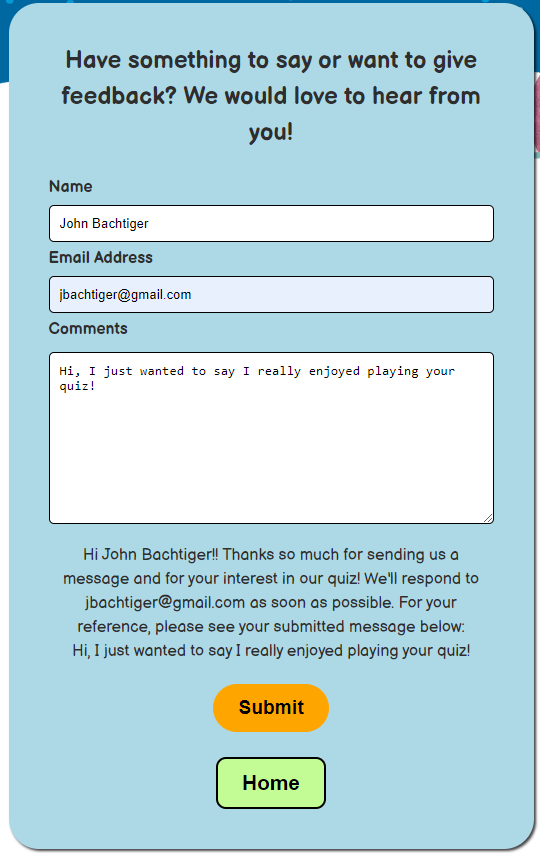 Have something to say or want to give
feedback? We would love to hear from
you!
Name
John Bachtiger
Email Address
jbachtiger@gmail.com
Comments
Hi, I just wanted to say I really enjoyed playing your
quiz!
Hi John Bachtiger!! Thanks so much for sending us a
message and for your interest in our quiz! We'll respond to
jbachtiger@gmail.com as soon as possible. For your
reference, please see your submitted message below:
Hi, I just wanted to say I really enjoyed playing your quiz!
Submit
Home